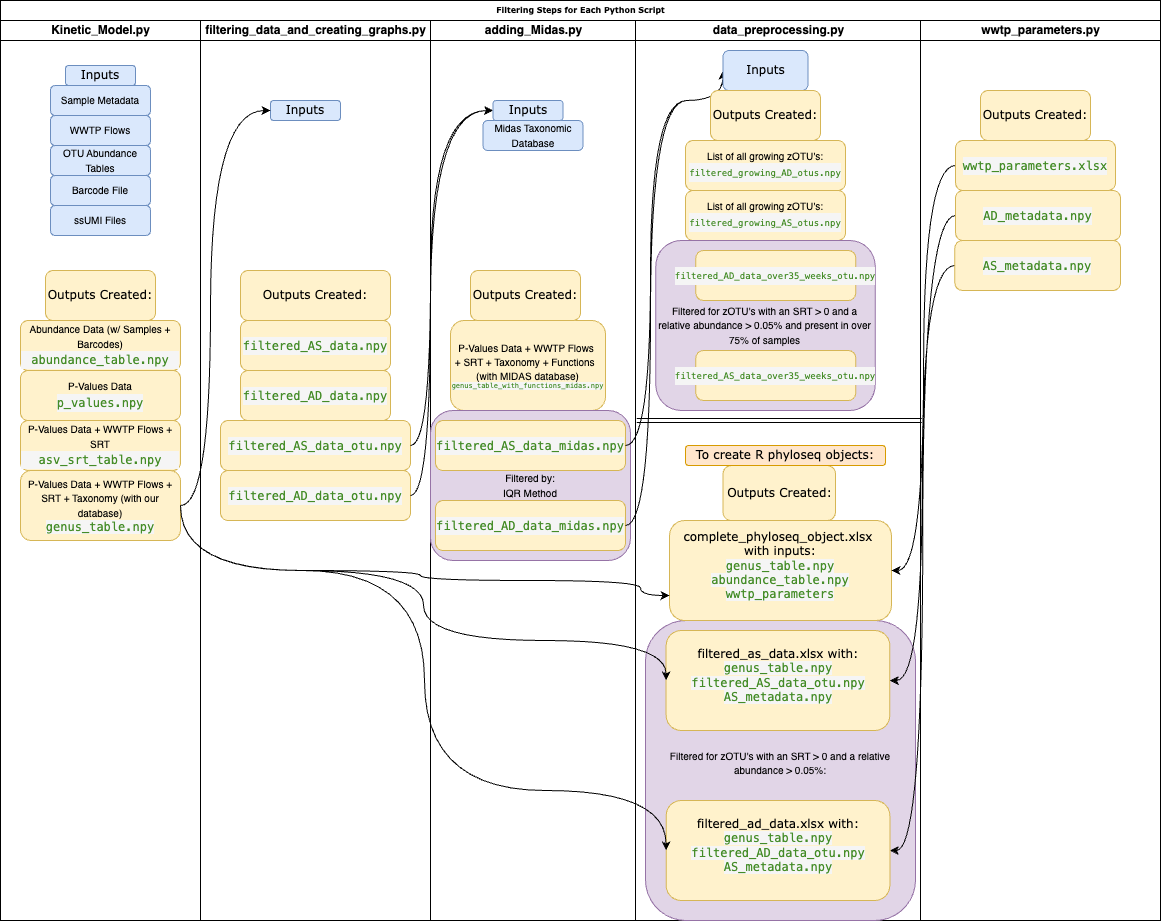 Filtering Steps for Each Python Script
Kinetic_Model.py
Inputs
Sample Metadata
WWTP Flows
OTU Abundance
Tables
Barcode File
ssUMI Files
Outputs Created:
Abundance Data (w/ Samples +
Barcodes)
abundance_table.npy
P-Values Data
p_values.npy
P-Values Data + WWTP Flows +
SRT
asv_srt_table.npy
P-Values Data + WWTP Flows +
SRT + Taxonomy (with our
database)
genus_table.npy
filtering_data_and_creating_graphs.py
Inputs
Outputs Created:
filtered_AS_data.npy
filtered_AD_data.npy
filtered_AS_data_otu.npy
filtered_AD_data_otu.npy
adding_Midas.py
Inputs
Midas Taxonomic
Database
Outputs Created:
P-Values Data + WWTP Flows
+ SRT + Taxonomy + Functions
(with MIDAS database)
genus_table_with_functions_midas.npy
filtered_AS_data_midas.npy
Filtered by:
IQR Method
filtered_AD_data_midas.npy
data_preprocessing.py
Inputs
Outputs Created:
List of all growing zOTU's:
filtered_growing_AD_otus.npy
List of all growing zOTU's:
filtered_growing_AS_otus.npy
filtered_AD_data_over35_weeks_otu.npy
Filtered for zOTU's with an SRT > 0 and a
relative abundance > 0.05% and present in over
75% of samples
filtered_AS_data_over35_weeks_otu.npy
To create R phyloseq objects:
Outputs Created:
complete_phyloseq_object.xlsx
with inputs:
genus_table.npy
abundance_table.npy
wwtp_parameters
filtered_as_data.xlsx with:
genus_table.npy
filtered_AS_data_otu.npy
AS_metadata.npy
Filtered for zOTU's with an SRT > 0 and a relative
abundance > 0.05%:
filtered_ad_data.xlsx with:
genus_table.npy
filtered_AD_data_otu.npy
AS_metadata.npy
wwtp_parameters.py
Outputs Created:
wwtp_parameters.xlsx
AD_metadata.npy
AS_metadata.npy